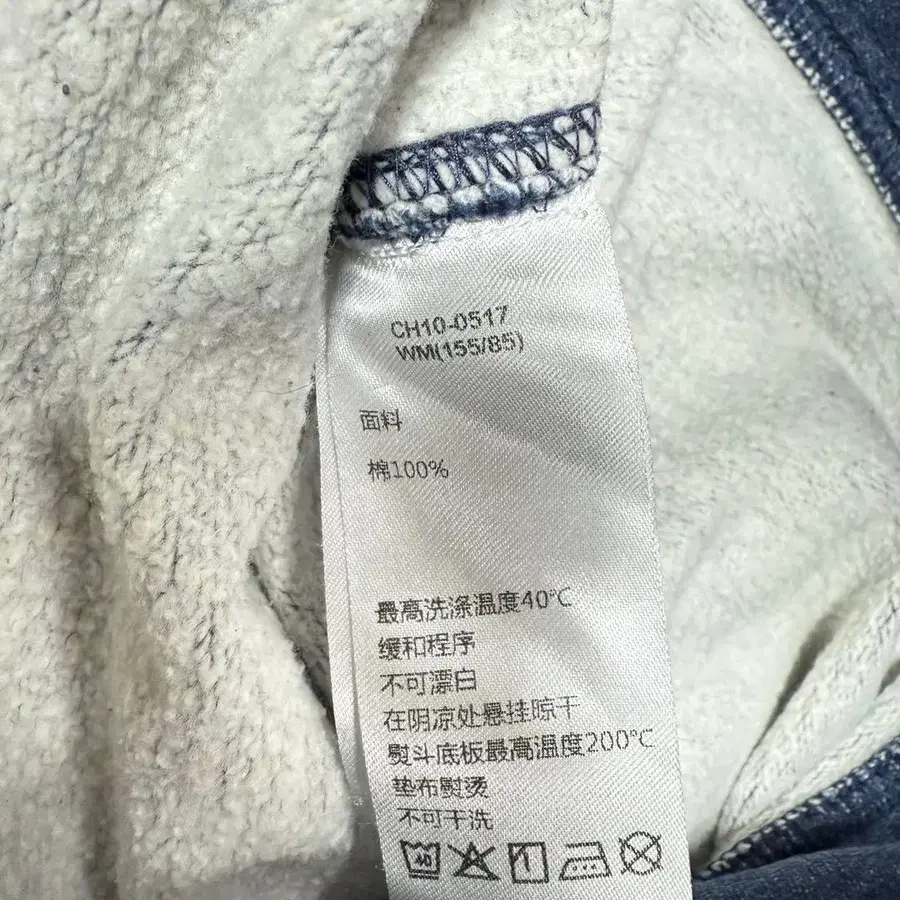 CH10-0517
WM(155/85)
面料
棉100%
最高洗涤温度40℃
缓和程序
不可漂白
在阴凉处悬挂晾干
熨斗底板最高温度200℃
垫布熨烫
不可干洗
40